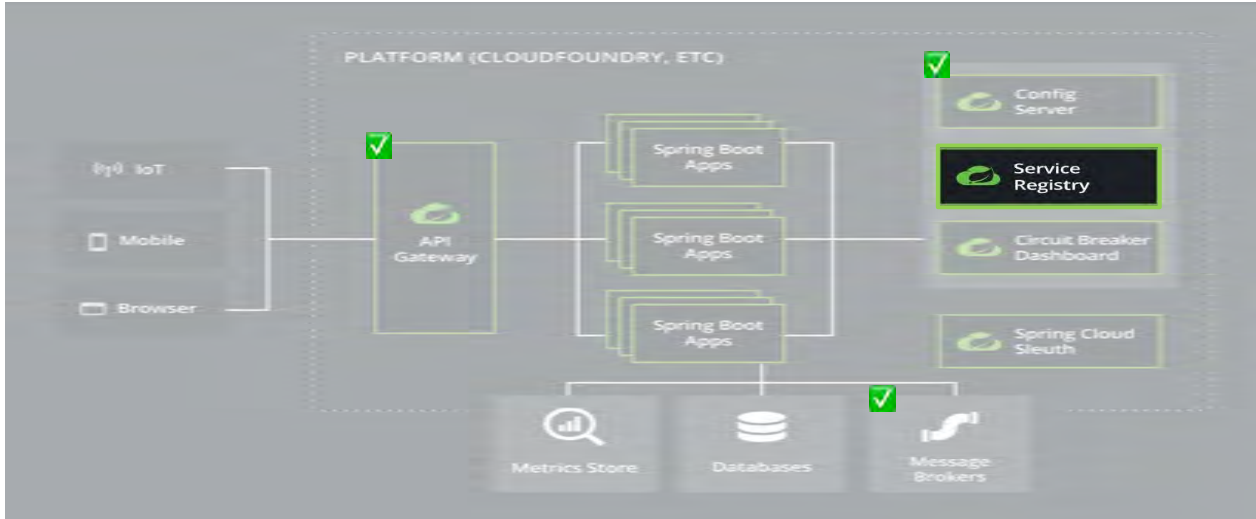 PLATFORM (CLOUDFOUNDRY, ETC)
IoT
Mobile
Browser
API
Gateway
Spring Boot
Apps
Spring Boot
Apps
Spring Boot
Apps
Config
Server
Service
Registry
Circuit Breaker
Dashboard
Spring Cloud
Sleuth
Metrics Store
Databases
Message
Brokers